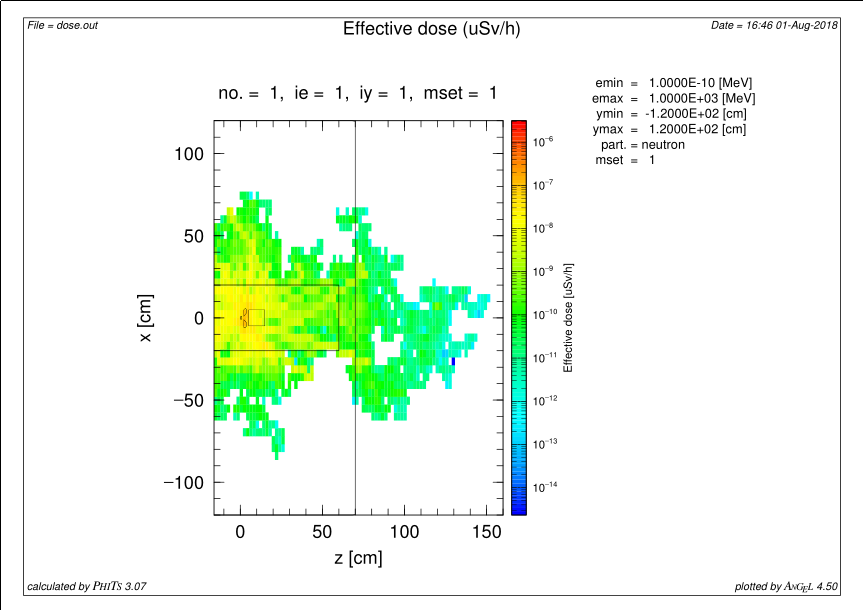 File = dose.out
Effective dose (uSv/h)
Date = 16:46 01-Aug-2018
no. = 1, ie = 1, iy = 1, mset = 1
emin = 1.0000E-10 [MeV]
emax = 1.0000E+03 [MeV]
ymin = -1.2000E+02 [cm]
ymax = 1.2000E+02 [cm]
part. = neutron
mset = 1
100
50
0
−50
−100
x [cm]
0 50 100 150
z [cm]
10⁻⁶
10⁻⁷
10⁻⁸
10⁻⁹
10⁻¹⁰
10⁻¹¹
10⁻¹²
10⁻¹³
10⁻¹⁴
Effective dose [uSv/h]
calculated by PHITS 3.07
plotted by ANGEL 4.50